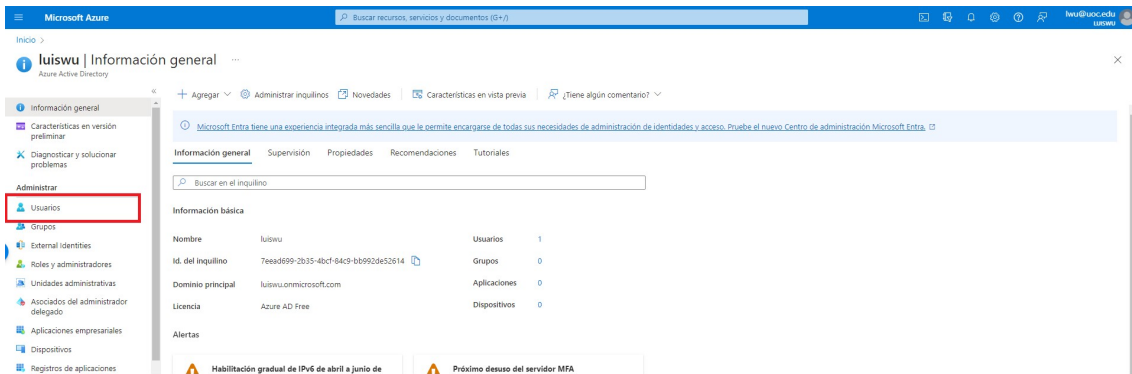 Microsoft Azure
Buscar recursos, servicios y documentos (G+/)
lwu@uoc.edu
LUISWU
Inicio >
luiswu | Información general ...
Azure Active Directory
Información general
Características en versión
preliminar
Diagnosticar y solucionar
problemas
Administrar
Usuarios
Grupos
External Identities
Roles y administradores
Unidades administrativas
Asociados del administrador
delegado
Aplicaciones empresariales
Dispositivos
Registros de aplicaciones
Agregar
Administrar inquilinos
Novedades
Características en vista previa
¿Tiene algún comentario?
Microsoft Entra tiene una experiencia integrada más sencilla que le permite encargarse de todas sus necesidades de administración de identidades y acceso. Pruebe el nuevo Centro de administración Microsoft Entra.
Información general Supervisión Propiedades Recomendaciones Tutoriales
Buscar en el inquilino
Información básica
Nombre luiswu Usuarios 1
Id. del inquilino 7eead699-2b35-4bcf-84c9-bb992de52614 Grupos 0
Dominio principal luiswu.onmicrosoft.com Aplicaciones 0
Licencia Azure AD Free Dispositivos 0
Alertas
Habilitación gradual de IPv6 de abril a junio de
Próximo desuso del servidor MFA